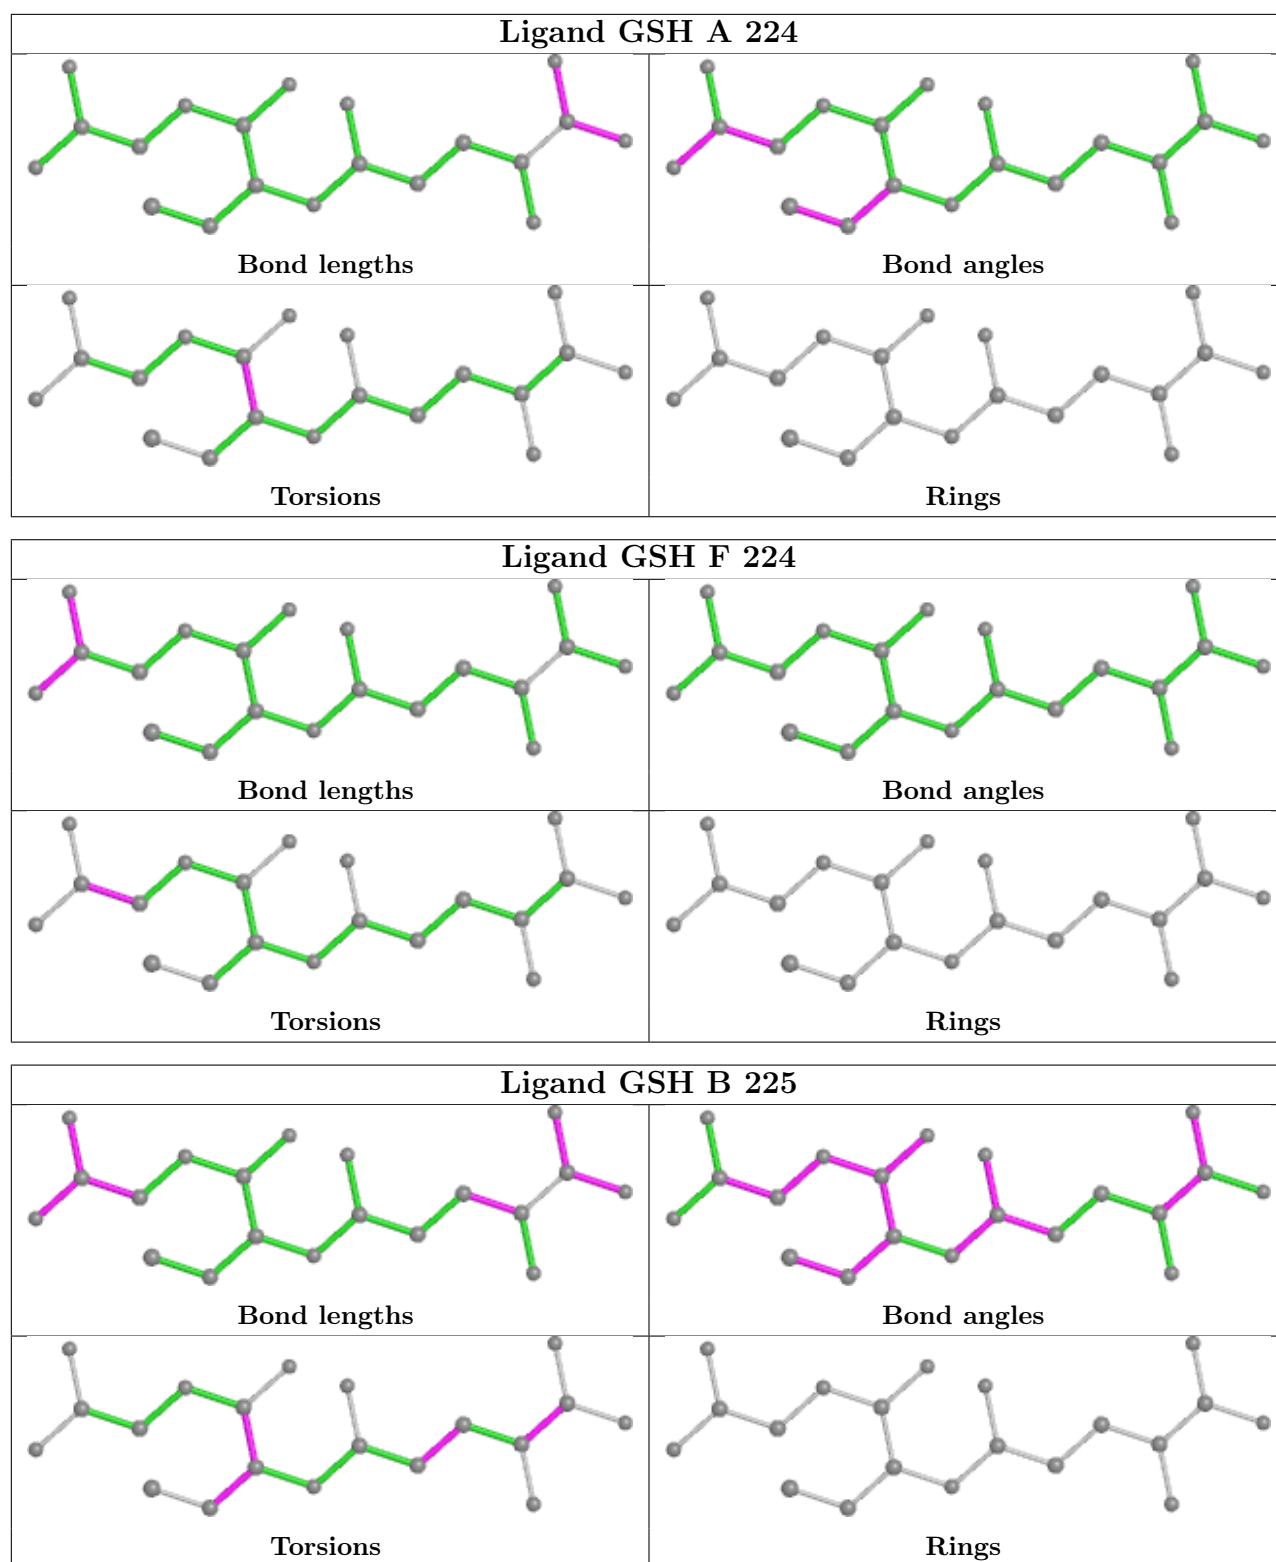 Ligand GSH A 224
Bond lengths
Bond angles
Torsions
Rings
Ligand GSH F 224
Bond lengths
Bond angles
Torsions
Rings
Ligand GSH B 225
Bond lengths
Bond angles
Torsions
Rings